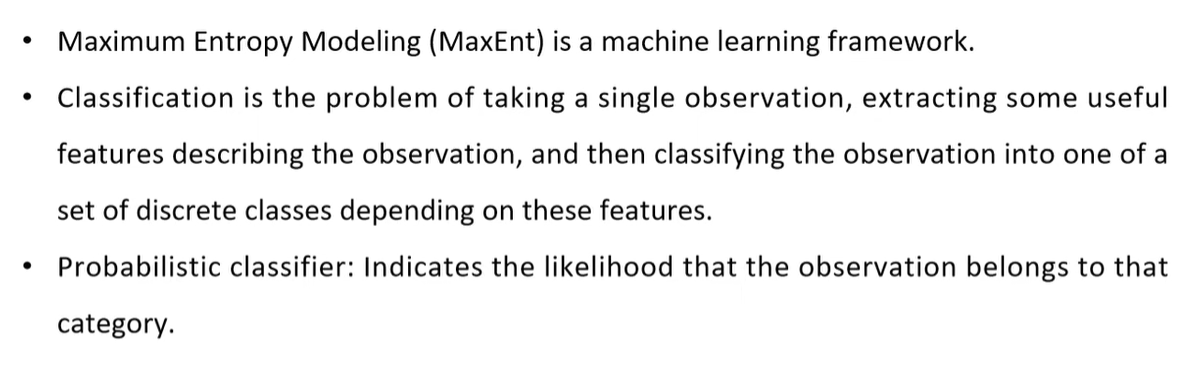 • Maximum Entropy Modeling (MaxEnt) is a machine learning framework.
• Classification is the problem of taking a single observation, extracting some useful
features describing the observation, and then classifying the observation into one of a
set of discrete classes depending on these features.
• Probabilistic classifier: Indicates the likelihood that the observation belongs to that
category.